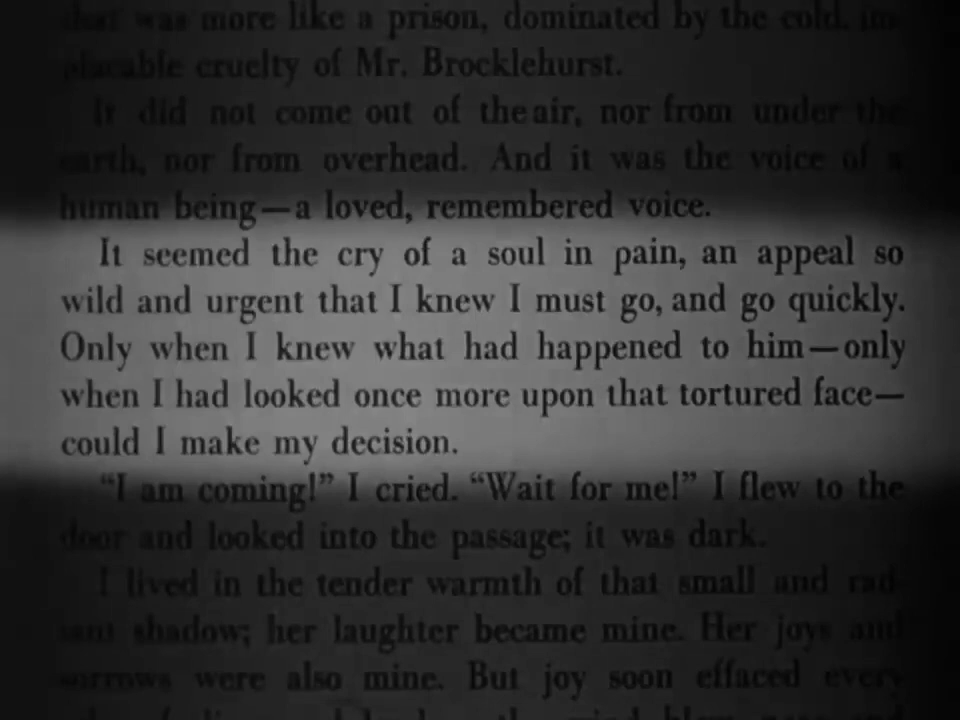 that was more like a prison, dominated by the cold, im-
placable cruelty of Mr. Brocklehurst.
It did not come out of the air, nor from under the
earth, nor from overhead. And it was the voice of a
human being—a loved, remembered voice.
It seemed the cry of a soul in pain, an appeal so
wild and urgent that I knew I must go, and go quickly.
Only when I knew what had happened to him—only
when I had looked once more upon that tortured face—
could I make my decision.
"I am coming!" I cried. "Wait for me!" I flew to the
door and looked into the passage; it was dark.
I lived in the tender warmth of that small and rad-
iant shadow; her laughter became mine. Her joys and
sorrows were also mine. But joy soon effaced every